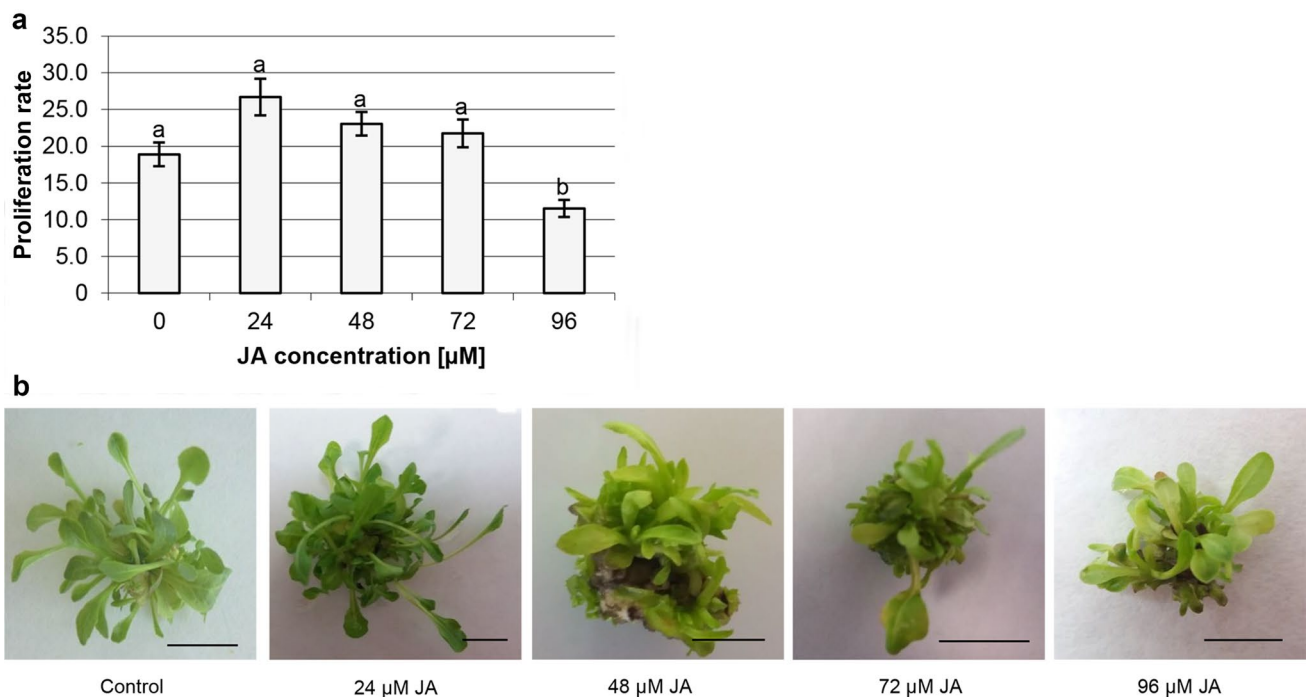 a
35.0
30.0
25.0
20.0
15.0
10.0
5.0
0
Proliferation rate
a
a
a
a
b
0 24 48 72 96
JA concentration [µM]
b
Control 24 µM JA 48 µM JA 72 µM JA 96 µM JA